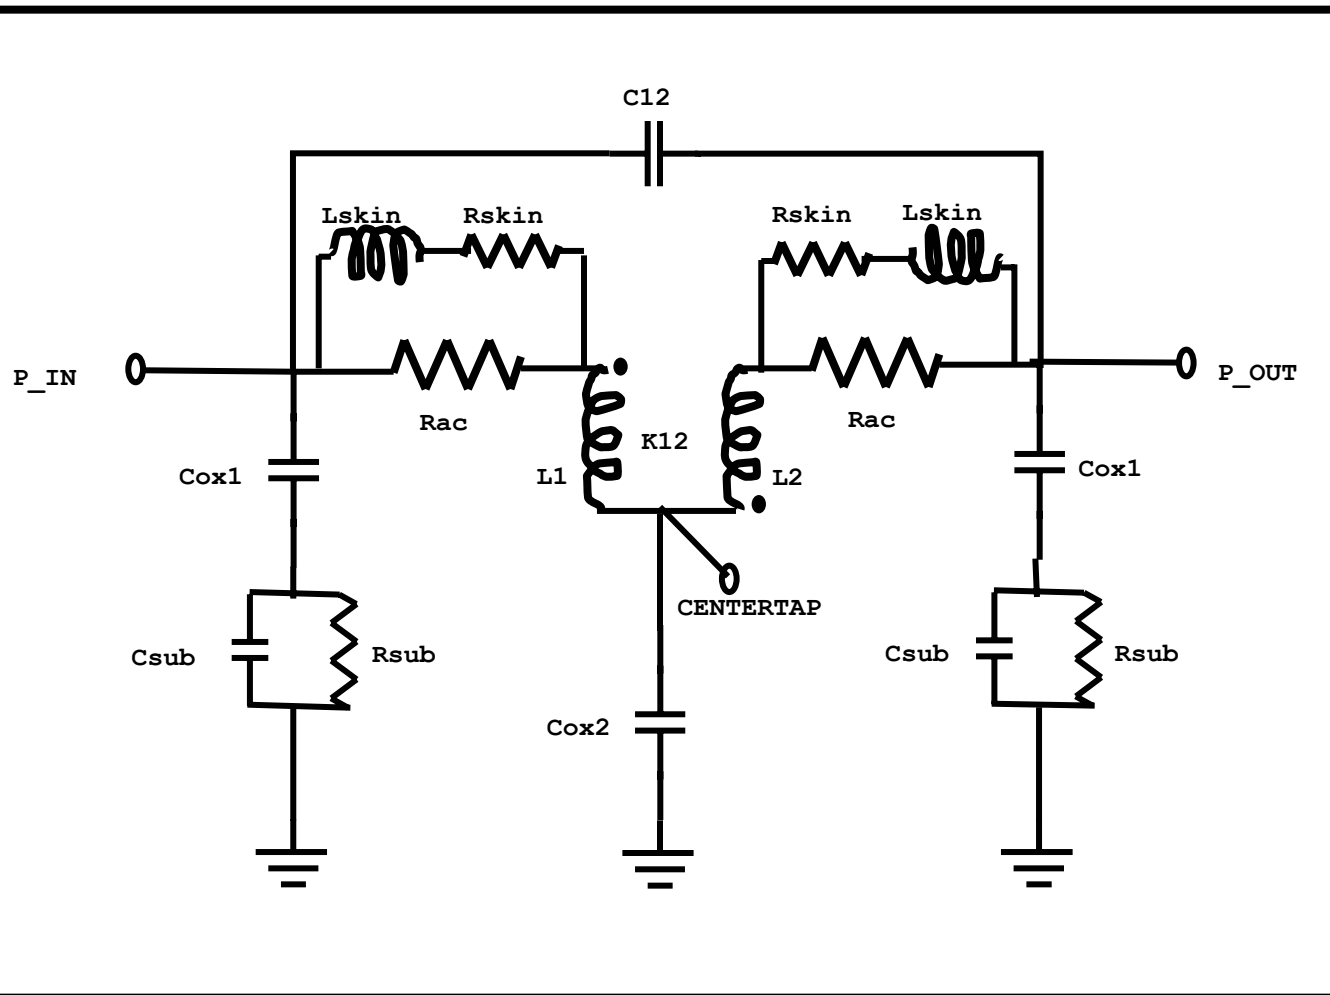 C12
Lskin
Rskin
Rskin
Lskin
P_IN
P_OUT
Rac
Rac
K12
Cox1
L1
L2
Cox1
CENTERTAP
Csub
Rsub
Csub
Rsub
Cox2